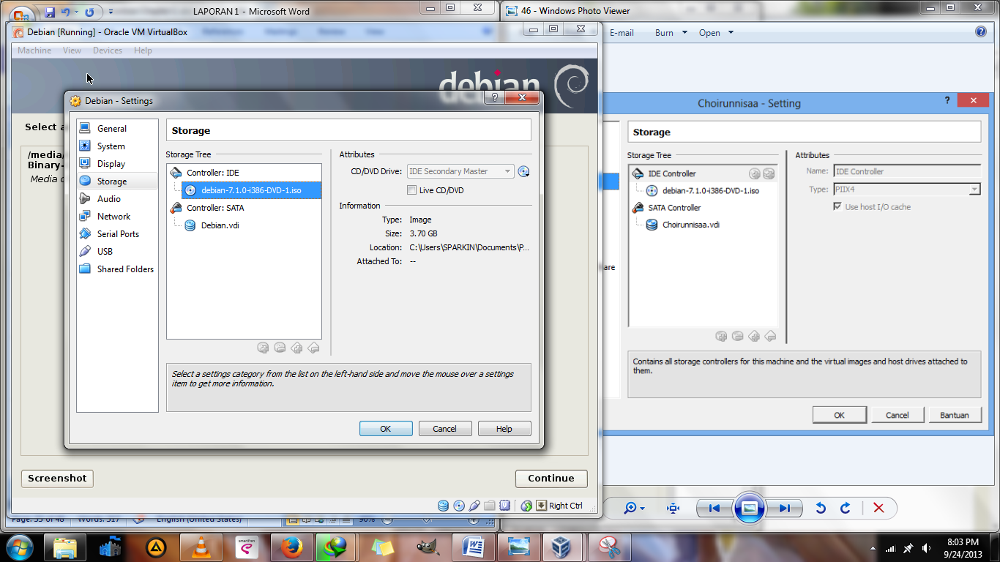 LAPORAN 1 - Microsoft Word
46 - Windows Photo Viewer
Debian [Running] - Oracle VM VirtualBox
E-mail
Burn
Open
Machine
View
Devices
Help
debian
Debian - Settings
Choirunnisaa - Setting
General
System
Display
Storage
Audio
Network
Serial Ports
USB
Shared Folders
Storage
Storage Tree
Controller: IDE
debian-7.1.0-i386-DVD-1.iso
Controller: SATA
Debian.vdi
Attributes
CD/DVD Drive:
IDE Secondary Master
Live CD/DVD
Information
Type: Image
Size: 3.70 GB
Location: C:\Users\SPARKIN\Documents\P...
Attached To: --
Select a settings category from the list on the left-hand side and move the mouse over a settings
item to get more information.
OK
Cancel
Help
Select a
/media/
Binary-
Media c
Screenshot
Continue
Right Ctrl
Storage
Storage Tree
IDE Controller
debian-7.1.0-i386-DVD-1.iso
SATA Controller
Choirunnisaa.vdi
Attributes
Name: IDE Controller
Type: PIIX4
Use host I/O cache
are
Contains all storage controllers for this machine and the virtual images and host drives attached to
them.
OK
Cancel
Bantuan
English (United States)
90%
smartfren
8:03 PM
9/24/2013